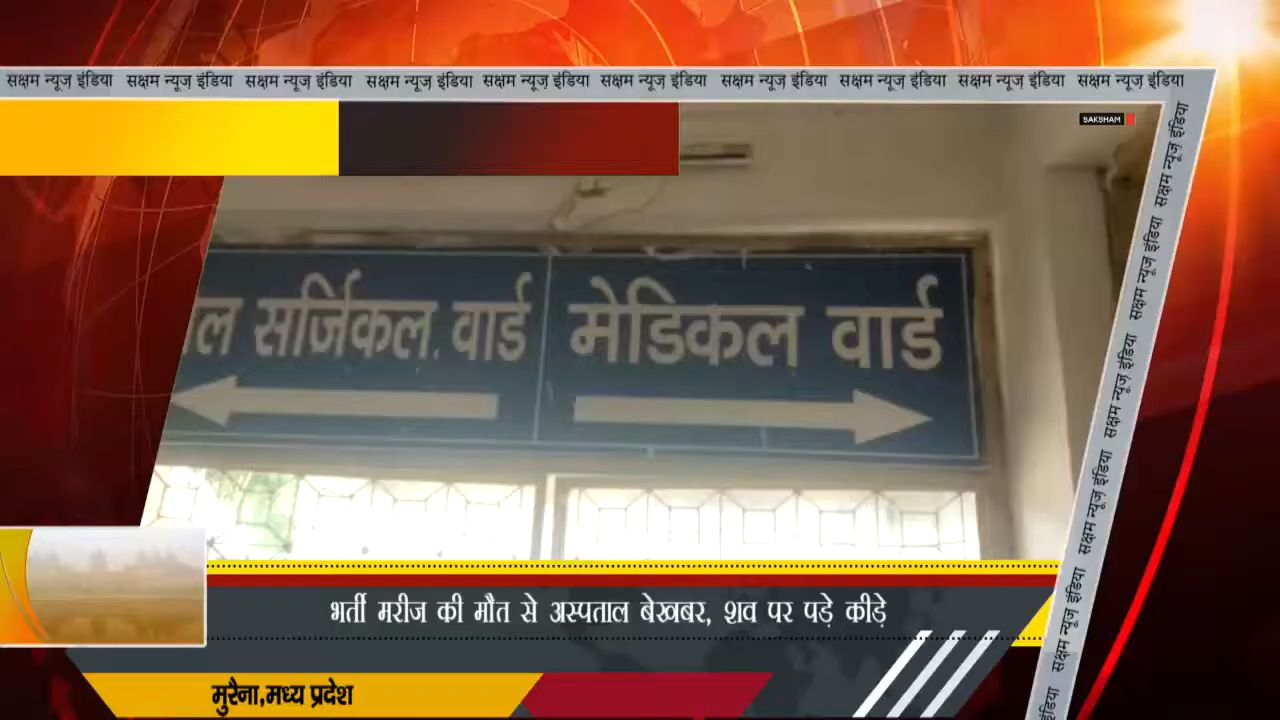 सक्षम न्यूज़ इंडिया सक्षम न्यूज़ इंडिया सक्षम न्यूज़ इंडिया सक्षम न्यूज़ इंडिया सक्षम न्यूज़ इंडिया सक्षम न्यूज़ इंडिया सक्षम न्यूज़ इंडिया सक्षम न्यूज़ इंडिया सक्षम न्यूज़ इंडिया सक्षम न्यूज़ इंडिया
SAKSHAM
सक्षम न्यूज़ इंडिया सक्षम न्यूज़ इंडिया सक्षम न्यूज़ इंडिया सक्षम न्यूज़ इंडिया सक्षम न्यूज़ इंडिया इंडिया
सर्जिकल वार्ड मेडिकल वार्ड
भर्ती मरीज की मौत से अस्पताल बेखबर, शव पर पड़े कीड़े
मुरैना,मध्य प्रदेश